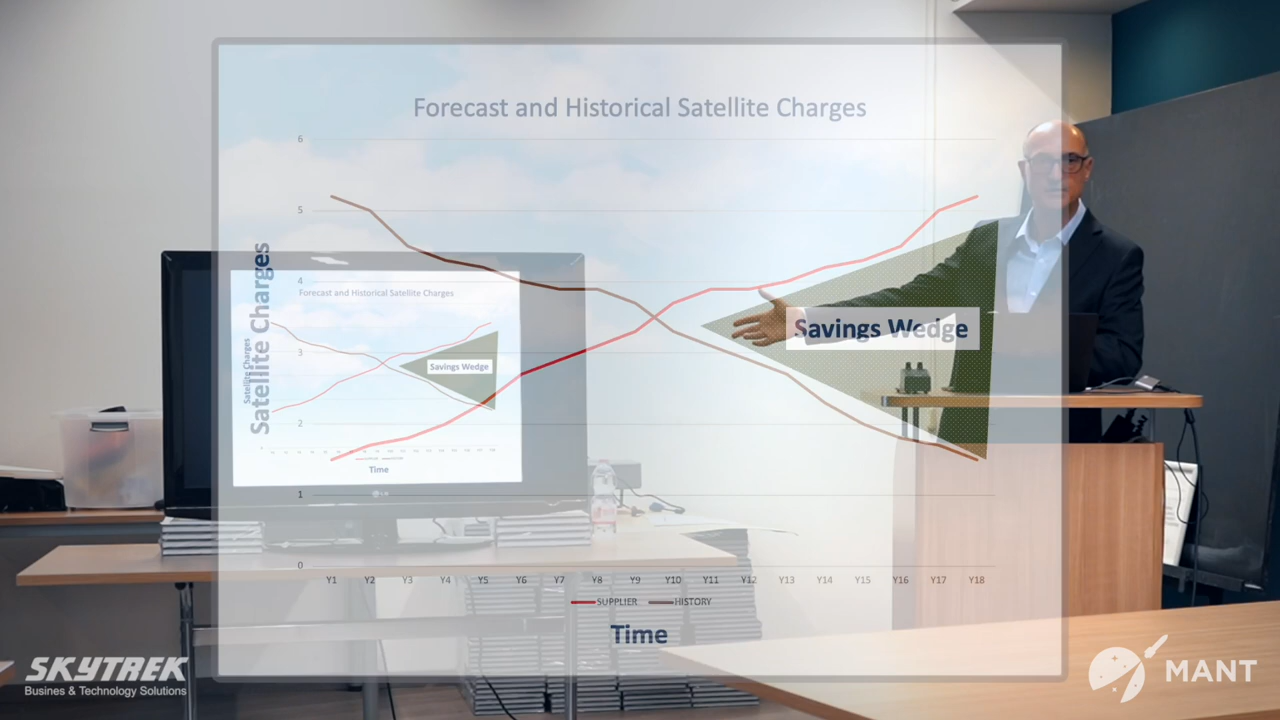 Forecast and Historical Satellite Charges
6
5
4
3
2
1
0
Satellite Charges
Savings Wedge
Y1 Y2 Y3 Y4 Y5 Y6 Y7 Y8 Y9 Y10 Y11 Y12 Y13 Y14 Y15 Y16 Y17 Y18
SUPPLIER HISTORY
Time
Forecast and Historical Satellite Charges
Satellite Charges
Savings Wedge
Time
LG
SKYTREK
Busines & Technology Solutions
MANT